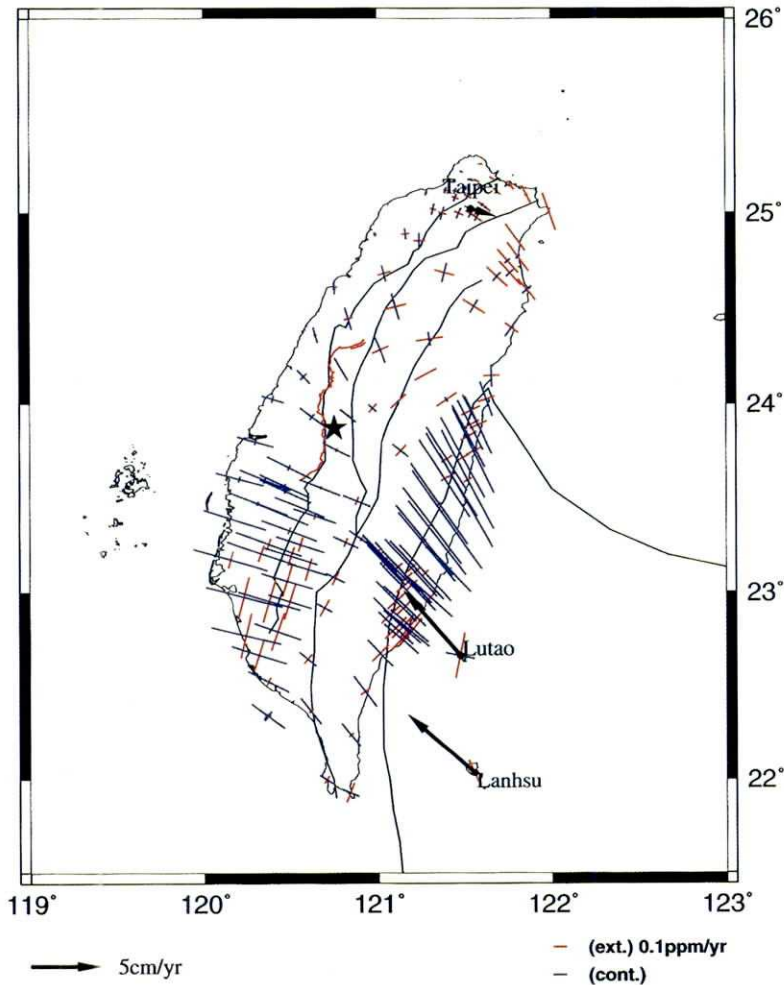 26°
Taipei
25°
24°
23°
Lutao
Lanhsu
22°
119°
120°
121°
122°
123°
5cm/yr
(ext.) 0.1ppm/yr
(cont.)